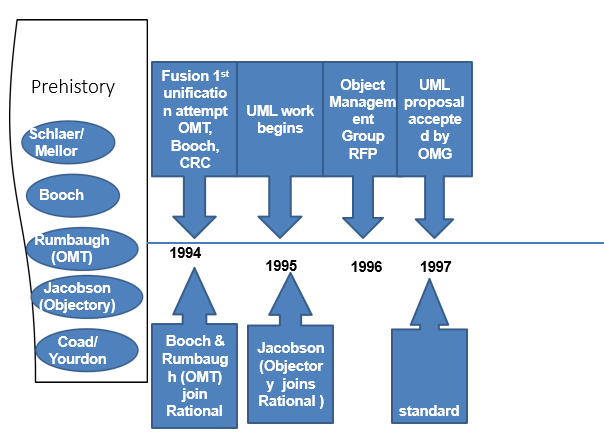 Prehistory
Schlaer/
Mellor
Booch
Rumbaugh
(OMT)
Jacobson
(Objectory)
Coad/
Yourdon
Fusion 1st
unificatio
n attempt
OMT,
Booch,
CRC
UML work
begins
Object
Managem
ent
Group
RFP
UML
proposal
accepte
d by
OMG
1994
1995
1996
1997
Booch &
Rumbaug
h (OMT)
join
Rational
Jacobson
(Objector
y joins
Rational )
standard